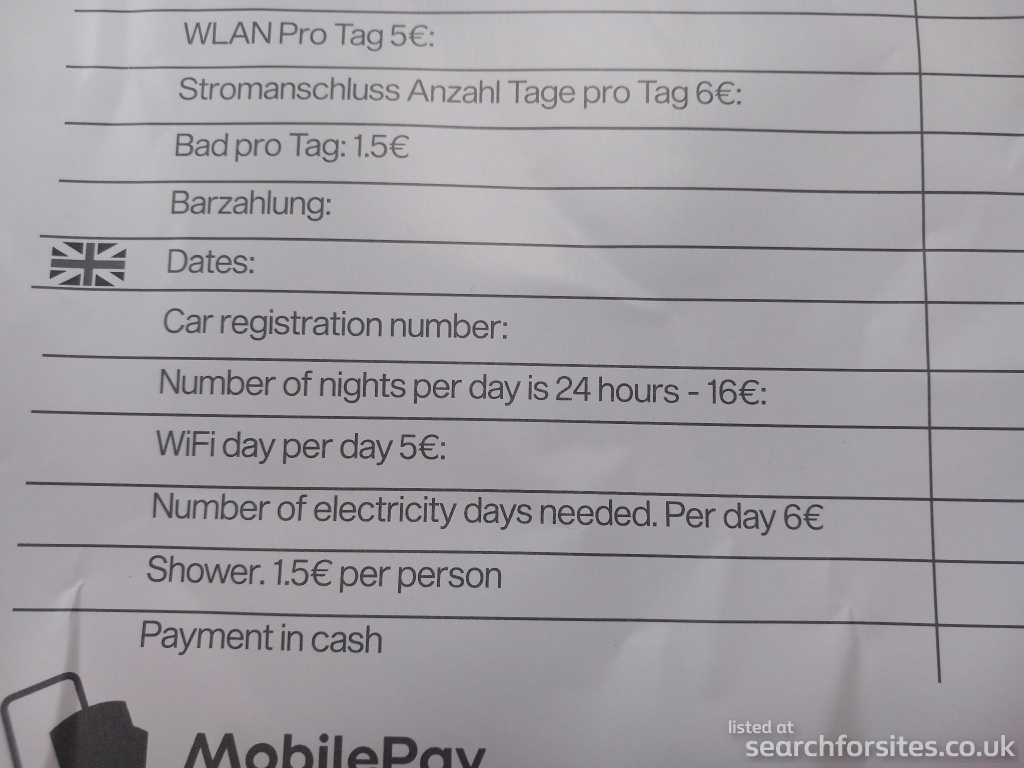 WLAN Pro Tag 5€:
Stromanschluss Anzahl Tage pro Tag 6€:
Bad pro Tag: 1.5€
Barzahlung:
Dates:
Car registration number:
Number of nights per day is 24 hours - 16€:
WiFi day per day 5€:
Number of electricity days needed. Per day 6€
Shower. 1.5€ per person
Payment in cash
MobilePay
listed at
searchforsites.co.uk